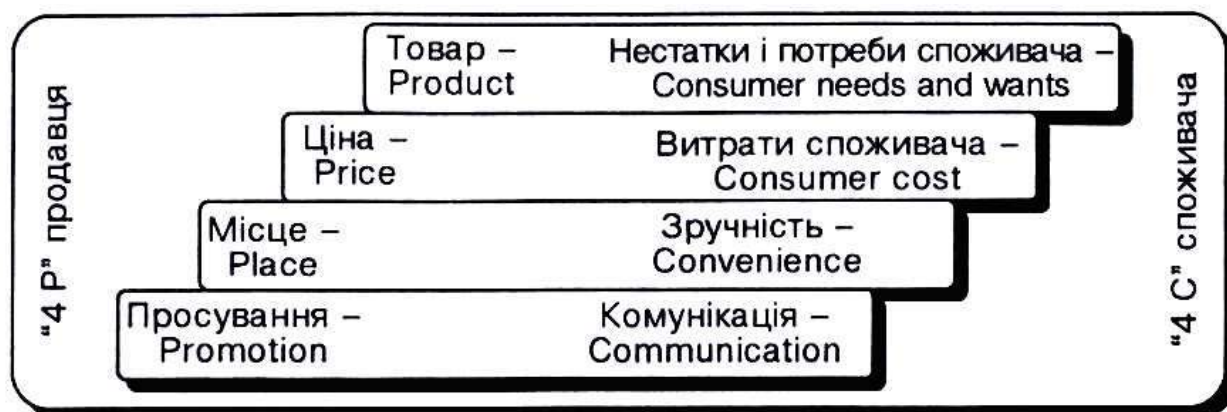 "4 Р" продавця
Товар –
Product
Нестатки і потреби споживача –
Consumer needs and wants
Ціна –
Price
Витрати споживача –
Consumer cost
Місце –
Place
Зручність –
Convenience
Просування –
Promotion
Комунікація –
Communication
"4 С" споживача